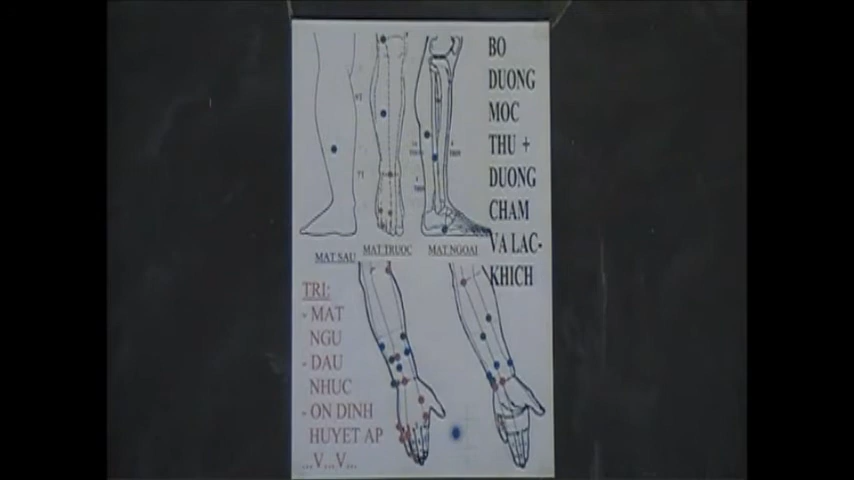 BO
DUONG
MOC
THU +
DUONG
CHAM
VA LAC-
KHICH
MAT SAU
MAT TRUOC
MAT NGOAI
TRI:
- MAT
NGU
- DAU
NHUC
- ON DINH
HUYET AP
...V...V...